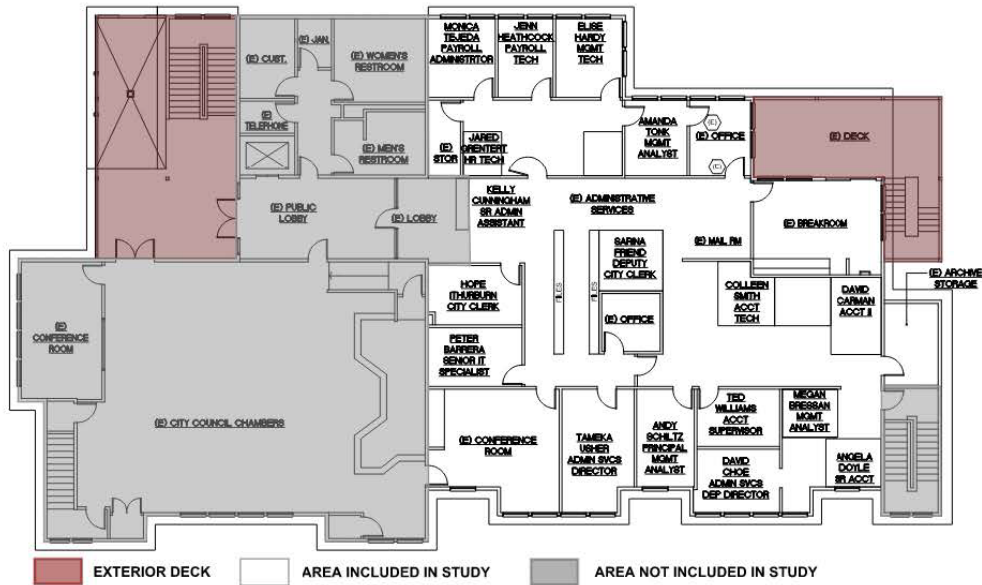 MONICA
TEJEDA
PAYROLL
ADMINISTRTOR
JENN
HEATHCOCK
PAYROLL
TECH
ELISE
HARDY
MGMT
TECH
(E) CUST.
(E) JAN.
(E) WOMEN'S
RESTROOM
(E)
TELEPHONE
(E) MEN'S
RESTROOM
(E)
STOR
JARED
GRENTERT
HR TECH
AMANDA
TONK
MGMT
ANALYST
(E)
(E) OFFICE
(E)
(E) DECK
(E) PUBLIC
LOBBY
(E) LOBBY
KELLY
CUNNINGHAM
SR ADMIN
ASSISTANT
(E) ADMINISTRATIVE
SERVICES
(E) MAIL RM
(E) BREAKROOM
SARINA
FRIEND
DEPUTY
CITY CLERK
FILES
FILES
(E) OFFICE
HOPE
ITHURBURN
CITY CLERK
COLLEEN
SMITH
ACCT
TECH
DAVID
CARMAN
ACCT II
(E) ARCHIVE
STORAGE
(E)
CONFERENCE
ROOM
PETER
BARRERA
SENIOR IT
SPECIALIST
(E) CITY COUNCIL CHAMBERS
(E) CONFERENCE
ROOM
TAMEKA
USHER
ADMIN SVCS
DIRECTOR
ANDY
SCHILTZ
PRINCIPAL
MGMT
ANALYST
TED
WILLIAMS
ACCT
SUPERVISOR
MEGAN
BRESSAN
MGMT
ANALYST
DAVID
CHOE
ADMIN SVCS
DEP DIRECTOR
ANGELA
DOYLE
SR ACCT
EXTERIOR DECK
AREA INCLUDED IN STUDY
AREA NOT INCLUDED IN STUDY